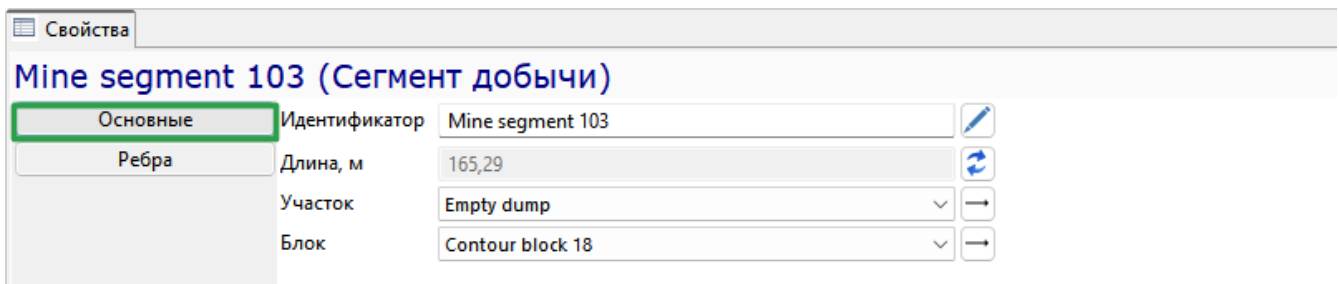 Свойства
Mine segment 103 (Сегмент добычи)
Основные
Идентификатор Mine segment 103
Ребра
Длина, м 165,29
Участок Empty dump
Блок Contour block 18